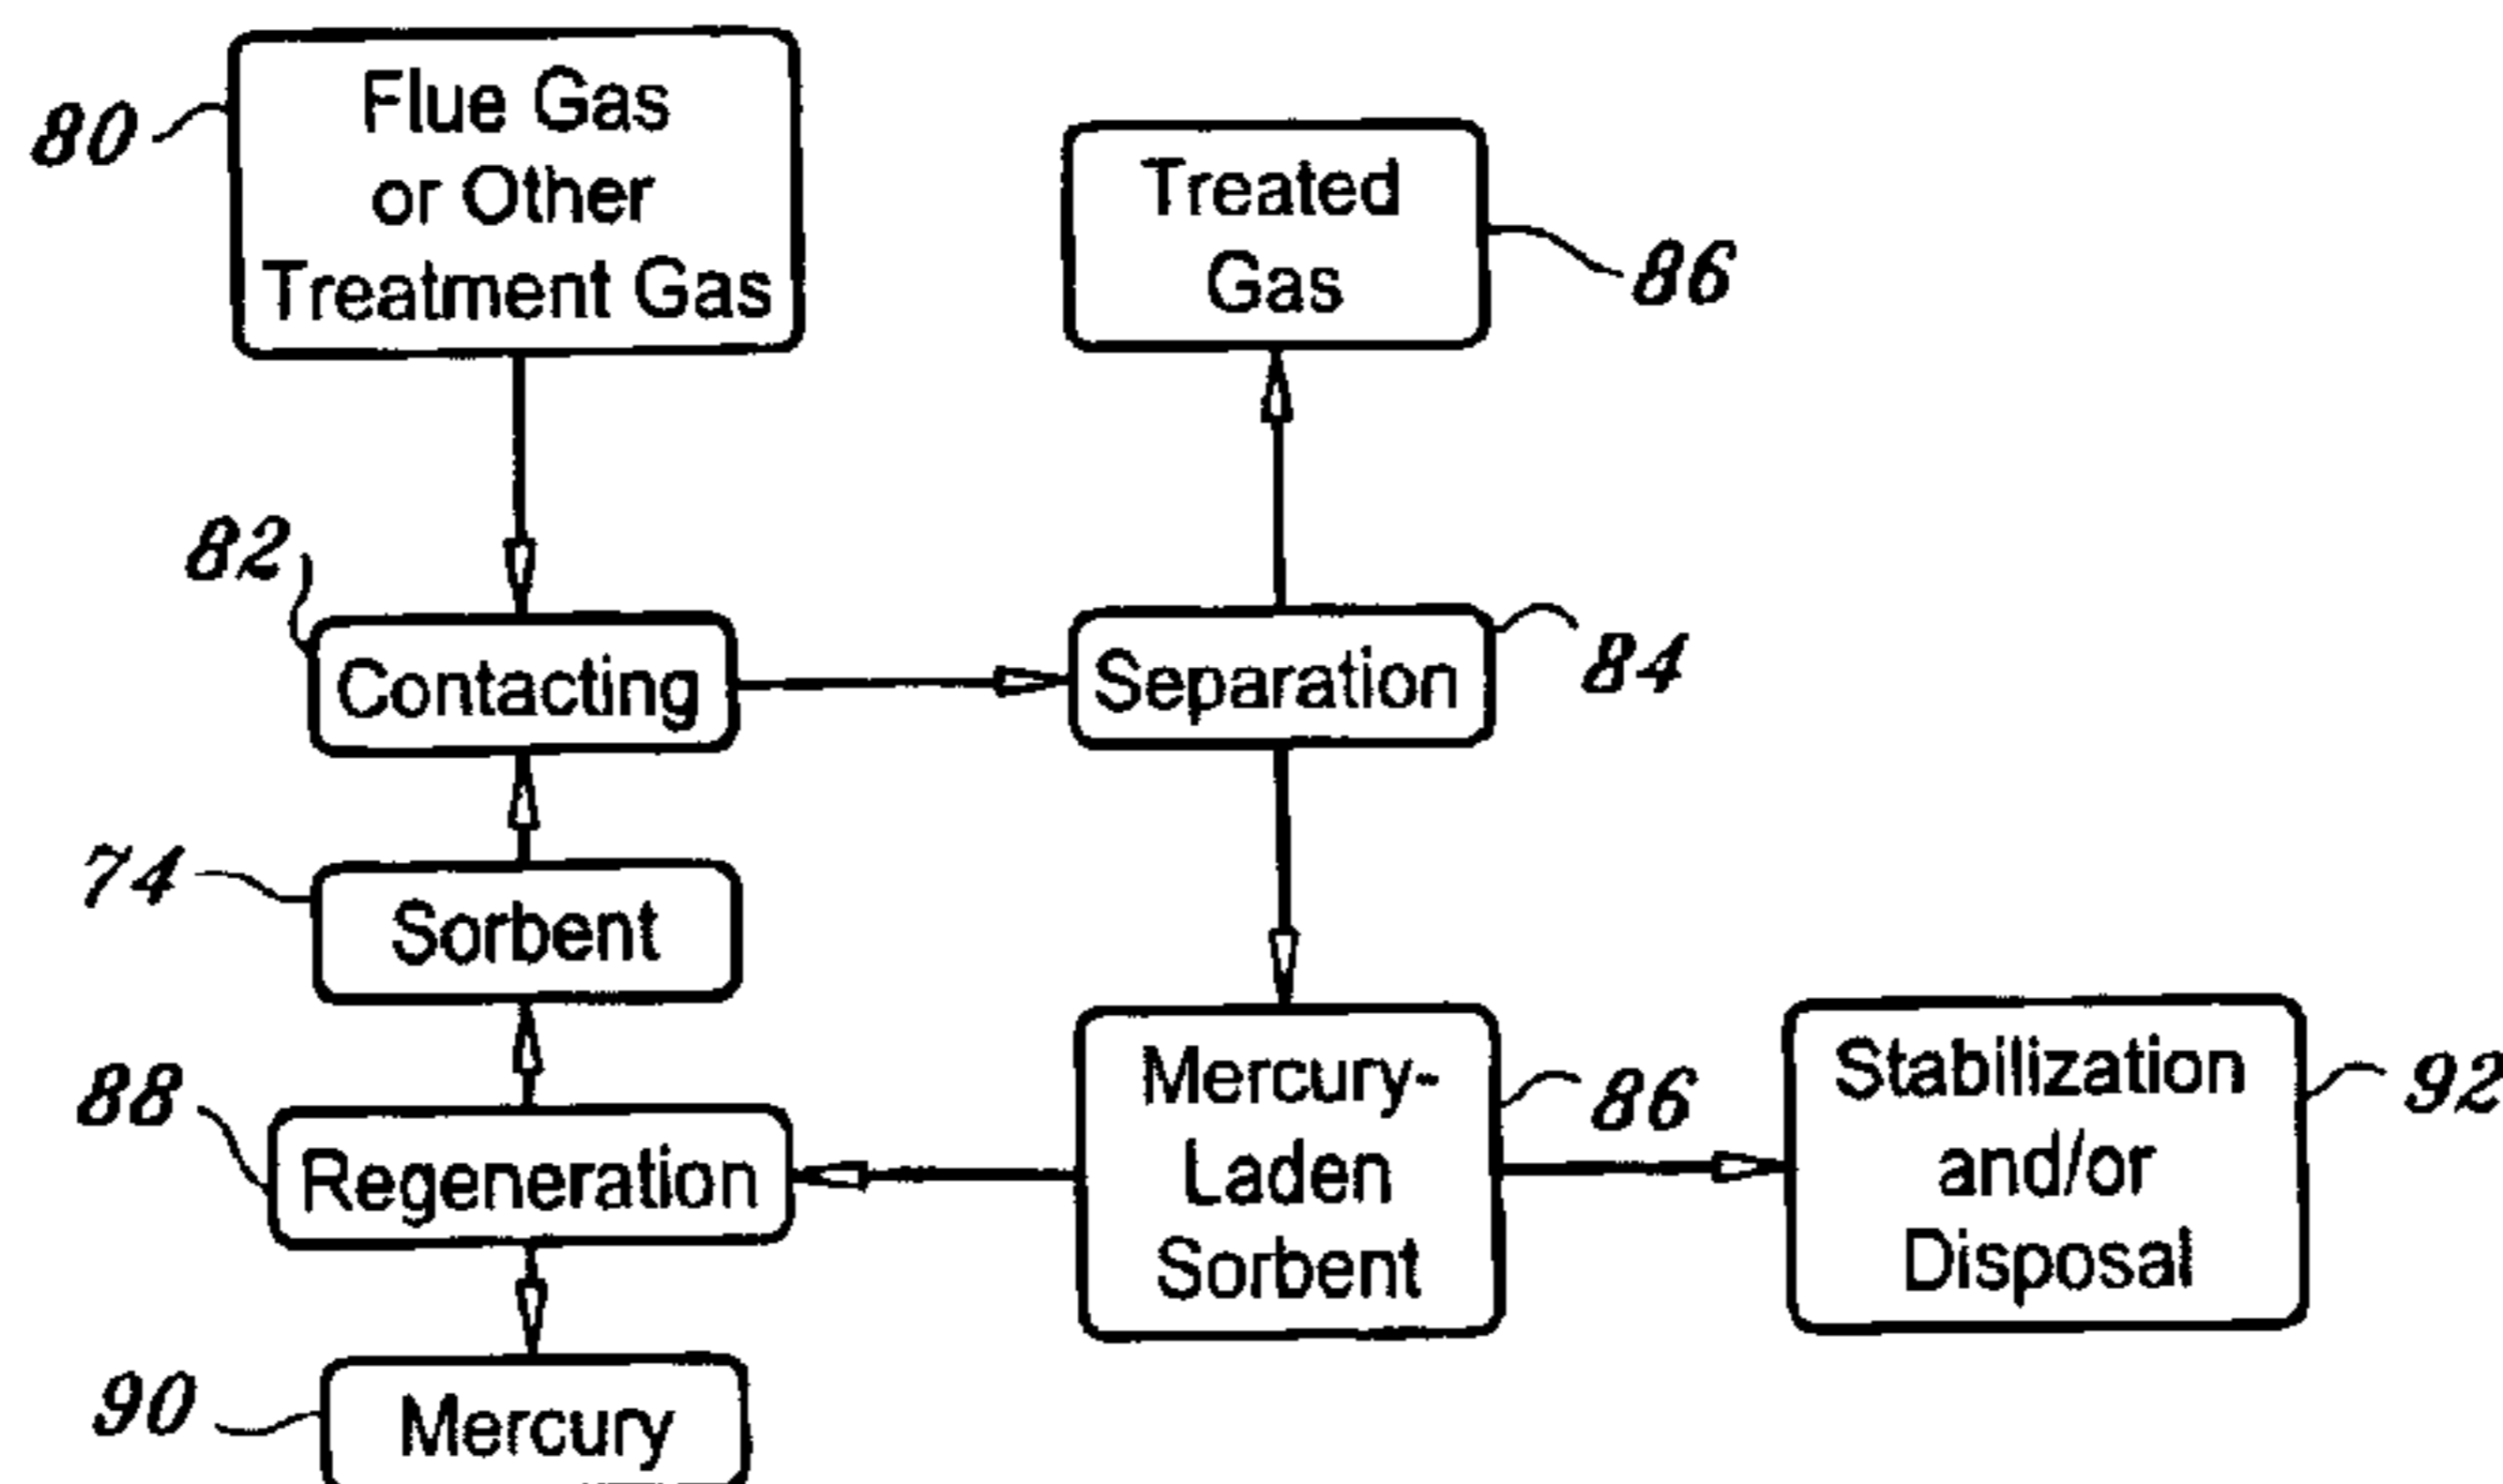 80
Flue Gas
or Other
Treatment Gas
Treated
Gas
86
82
Contacting
Separation
84
74
Sorbent
88
Regeneration
Mercury-
Laden
Sorbent
86
Stabilization
and/or
Disposal
92
90
Mercury